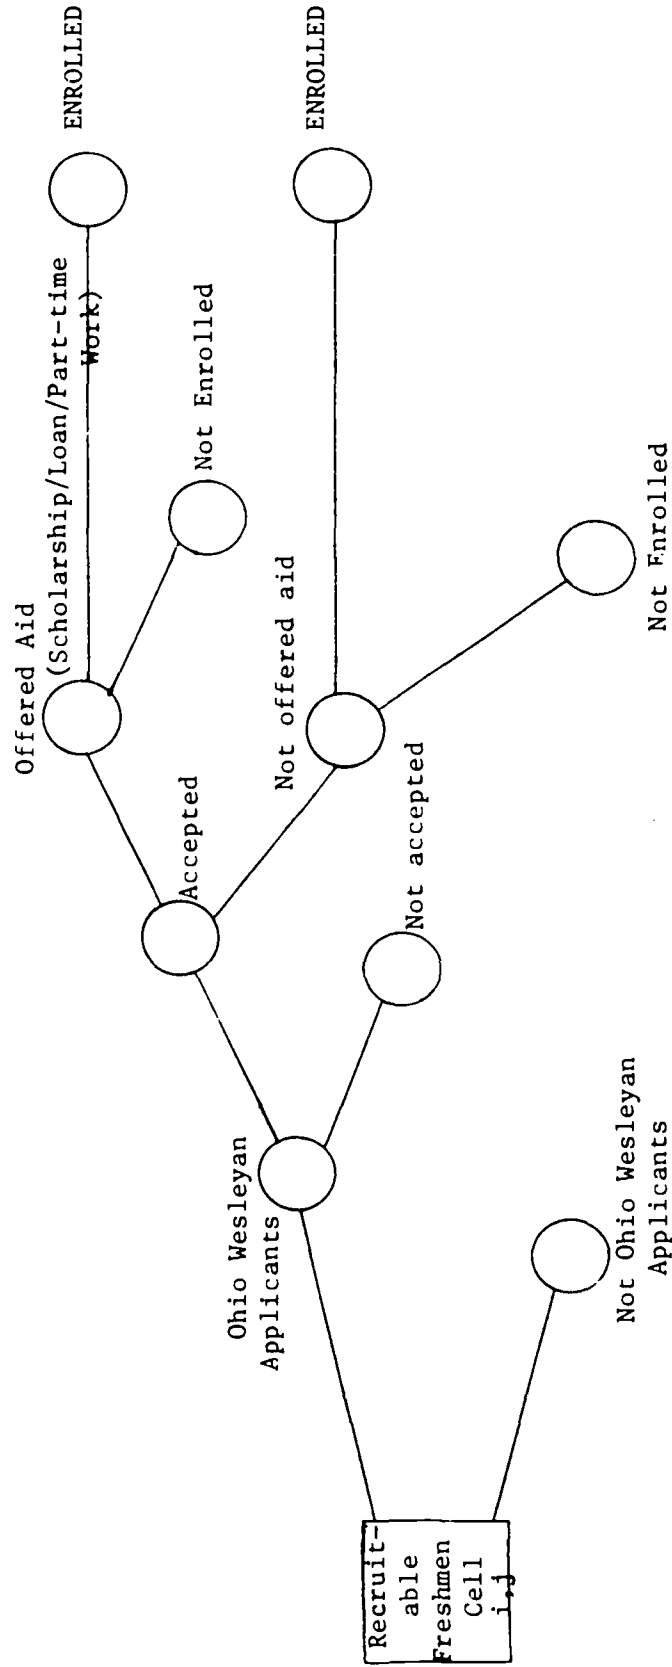 Recruit-
able
Freshmen
Cell
i,j
Ohio Wesleyan
Applicants
Not Ohio Wesleyan
Applicants
Accepted
Not accepted
Offered Aid
(Scholarship/Loan/Part-time
Work)
Not offered aid
Not Enrolled
Not Enrolled
ENROLLED
ENROLLED